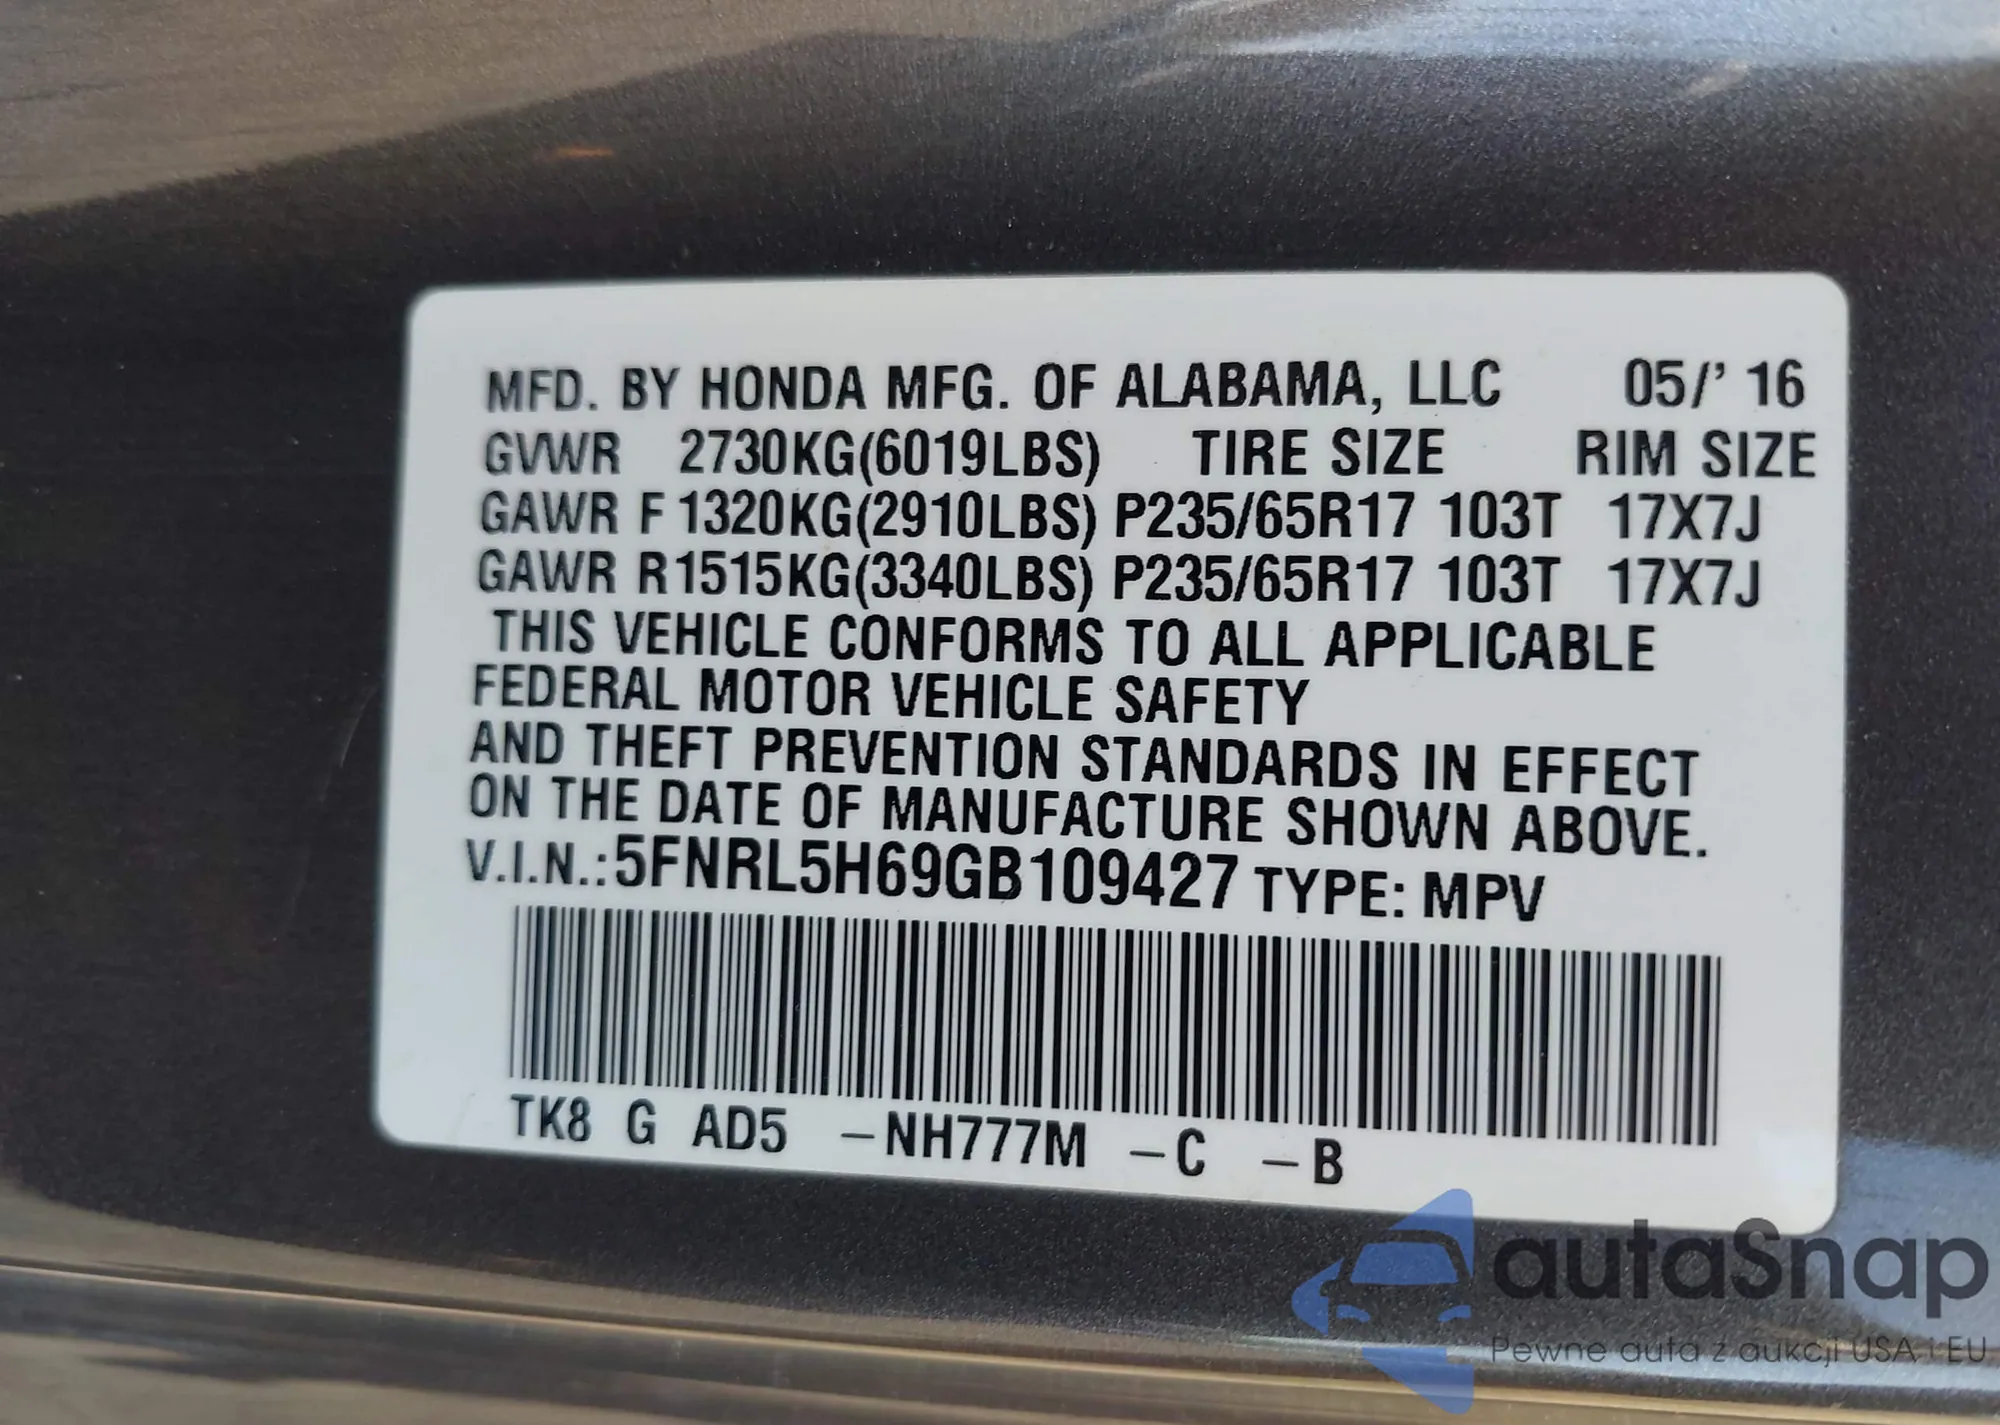 MFD. BY HONDA MFG. OF ALABAMA, LLC 05/' 16
GVWR 2730KG(6019LBS) TIRE SIZE RIM SIZE
GAWR F 1320KG(2910LBS) P235/65R17 103T 17X7J
GAWR R 1515KG(3340LBS) P235/65R17 103T 17X7J
THIS VEHICLE CONFORMS TO ALL APPLICABLE
FEDERAL MOTOR VEHICLE SAFETY
AND THEFT PREVENTION STANDARDS IN EFFECT
ON THE DATE OF MANUFACTURE SHOWN ABOVE.
V.I.N.:5FNRL5H69GB109427 TYPE: MPV
TK8 G AD5 -NH777M -C -B
autaSnap
Pewne auta z aukcji USA i EU